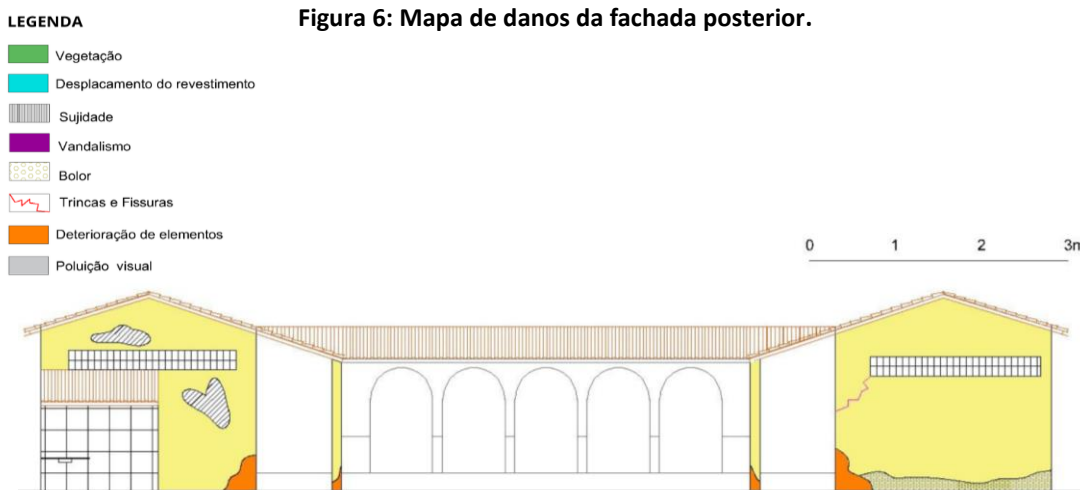 Figura 6: Mapa de danos da fachada posterior.
LEGENDA
Vegetação
Desplacamento do revestimento
Sujidade
Vandalismo
Bolor
Trincas e Fissuras
Deterioração de elementos
Poluição visual
0 1 2 3m